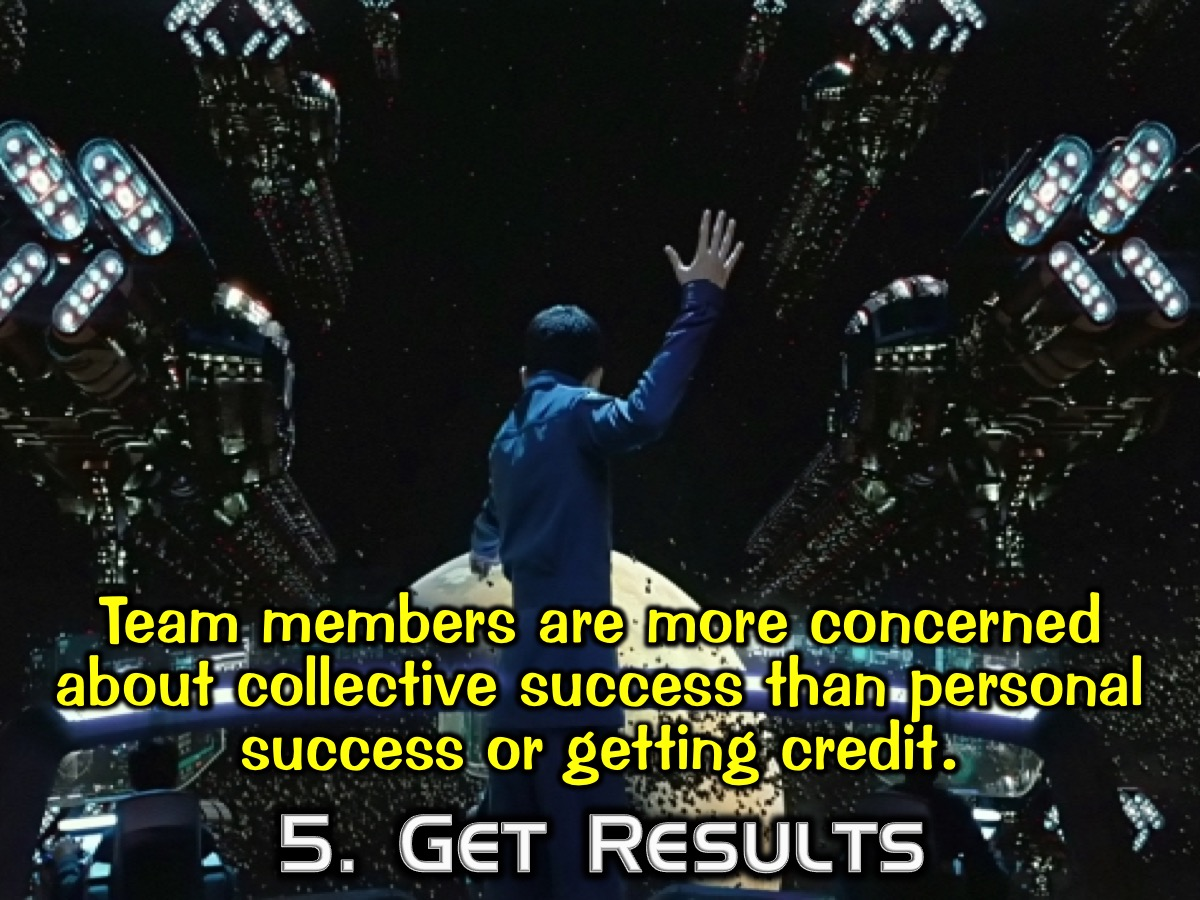 Team members are more concerned
about collective success than personal
success or getting credit.
5. Get Results